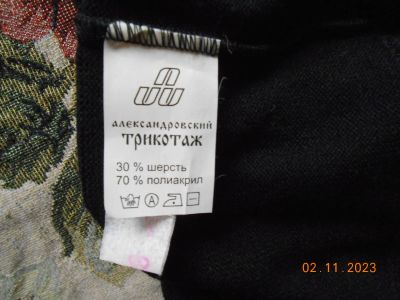 АЛЕКСАНДРОВСКИЙ
ТРИКОТАЖ
30 % шерсть
70 % полиакрил
A
02.11.2023